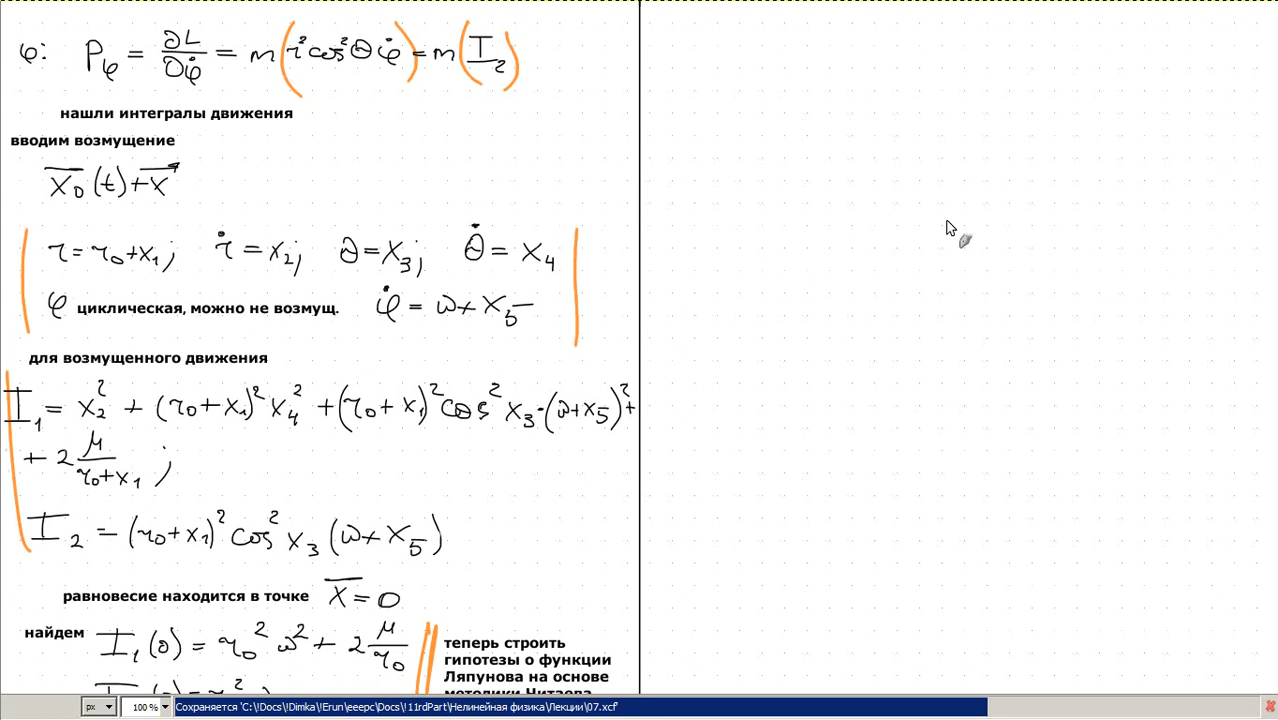 φ: P_φ = ∂L/∂φ̇ = m(r² cos²θ φ̇) = m(I₂)
нашли интегралы движения
вводим возмущение
x̄₀(t) + x̄
r = r₀ + x₁; ṙ = x₂; θ = x₃; θ̇ = x₄
φ циклическая, можно не возмущ. φ̇ = ω + x₅
для возмущенного движения
I₁ = x₂² + (r₀ + x₁)² x₄² + (r₀ + x₁)² cos² x₃ · (ω + x₅)² +
+ 2 μ/(r₀ + x₁) ;
I₂ = (r₀ + x₁)² cos² x₃ (ω + x₅)
равновесие находится в точке x̄ = 0
найдем I₁(0) = r₀² ω² + 2 μ/r₀
теперь строить
гипотезы о функции
Ляпунова на основе
методики Читаева
px 100 % Сохраняется 'C:\!Docs\!Dimka\!Erun\eeepc\Docs\!11rdPart\Нелинейная физика\Лекции\07.xcf'